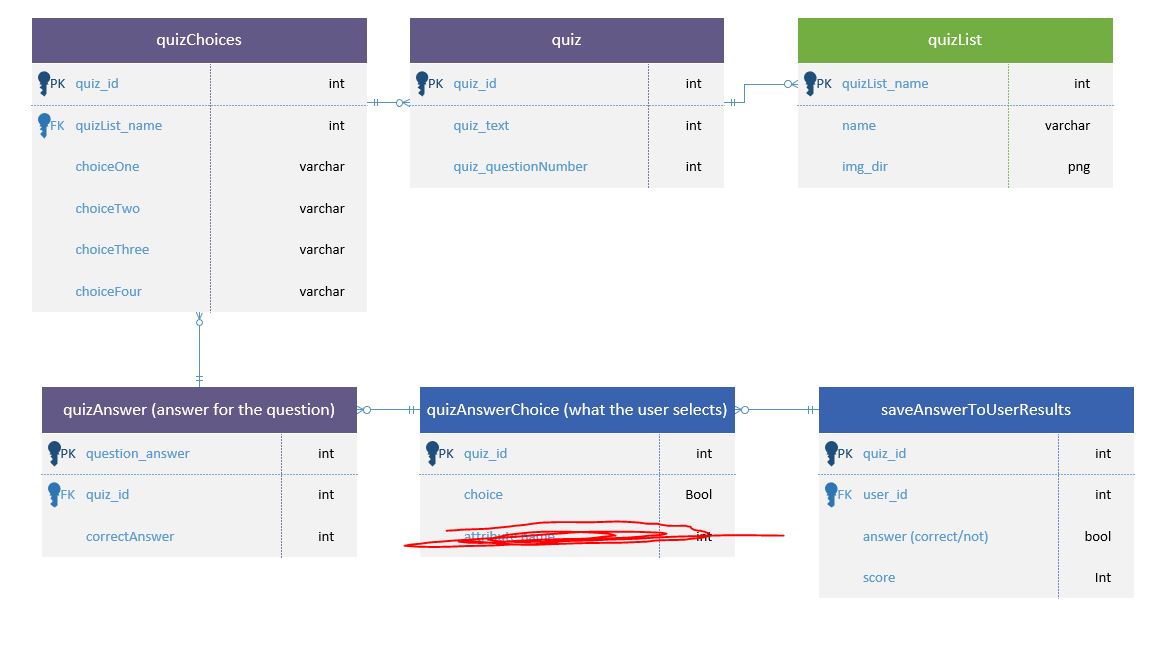 quizChoices
PK quiz_id int
FK quizList_name int
choiceOne varchar
choiceTwo varchar
choiceThree varchar
choiceFour varchar
quiz
PK quiz_id int
quiz_text int
quiz_questionNumber int
quizList
PK quizList_name int
name varchar
img_dir png
quizAnswer (answer for the question)
PK question_answer int
FK quiz_id int
correctAnswer int
quizAnswerChoice (what the user selects)
PK quiz_id int
choice Bool
attribute name int
saveAnswerToUserResults
PK quiz_id int
FK user_id int
answer (correct/not) bool
score Int